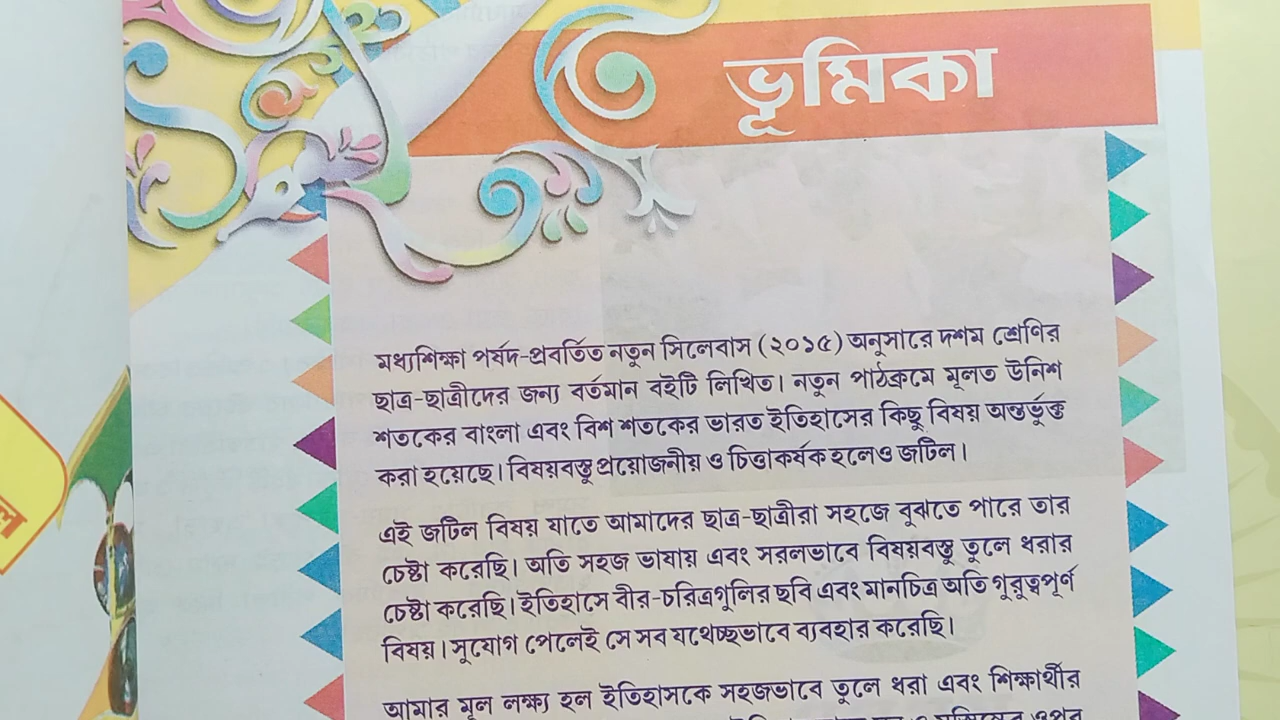 ভূমিকা
মধ্যশিক্ষা পর্ষদ-প্রবর্তিত নতুন সিলেবাস (২০১৫) অনুসারে দশম শ্রেণির
ছাত্র-ছাত্রীদের জন্য বর্তমান বইটি লিখিত। নতুন পাঠক্রমে মূলত উনিশ
শতকের বাংলা এবং বিশ শতকের ভারত ইতিহাসের কিছু বিষয় অন্তর্ভুক্ত
করা হয়েছে। বিষয়বস্তু প্রয়োজনীয় ও চিত্তাকর্ষক হলেও জটিল।
এই জটিল বিষয় যাতে আমাদের ছাত্র-ছাত্রীরা সহজে বুঝতে পারে তার
চেষ্টা করেছি। অতি সহজ ভাষায় এবং সরলভাবে বিষয়বস্তু তুলে ধরার
চেষ্টা করেছি। ইতিহাসে বীর-চরিত্রগুলির ছবি এবং মানচিত্র অতি গুরুত্বপূর্ণ
বিষয়। সুযোগ পেলেই সে সব যথেচ্ছভাবে ব্যবহার করেছি।
আমার মূল লক্ষ্য হল ইতিহাসকে সহজভাবে তুলে ধরা এবং শিক্ষার্থীর